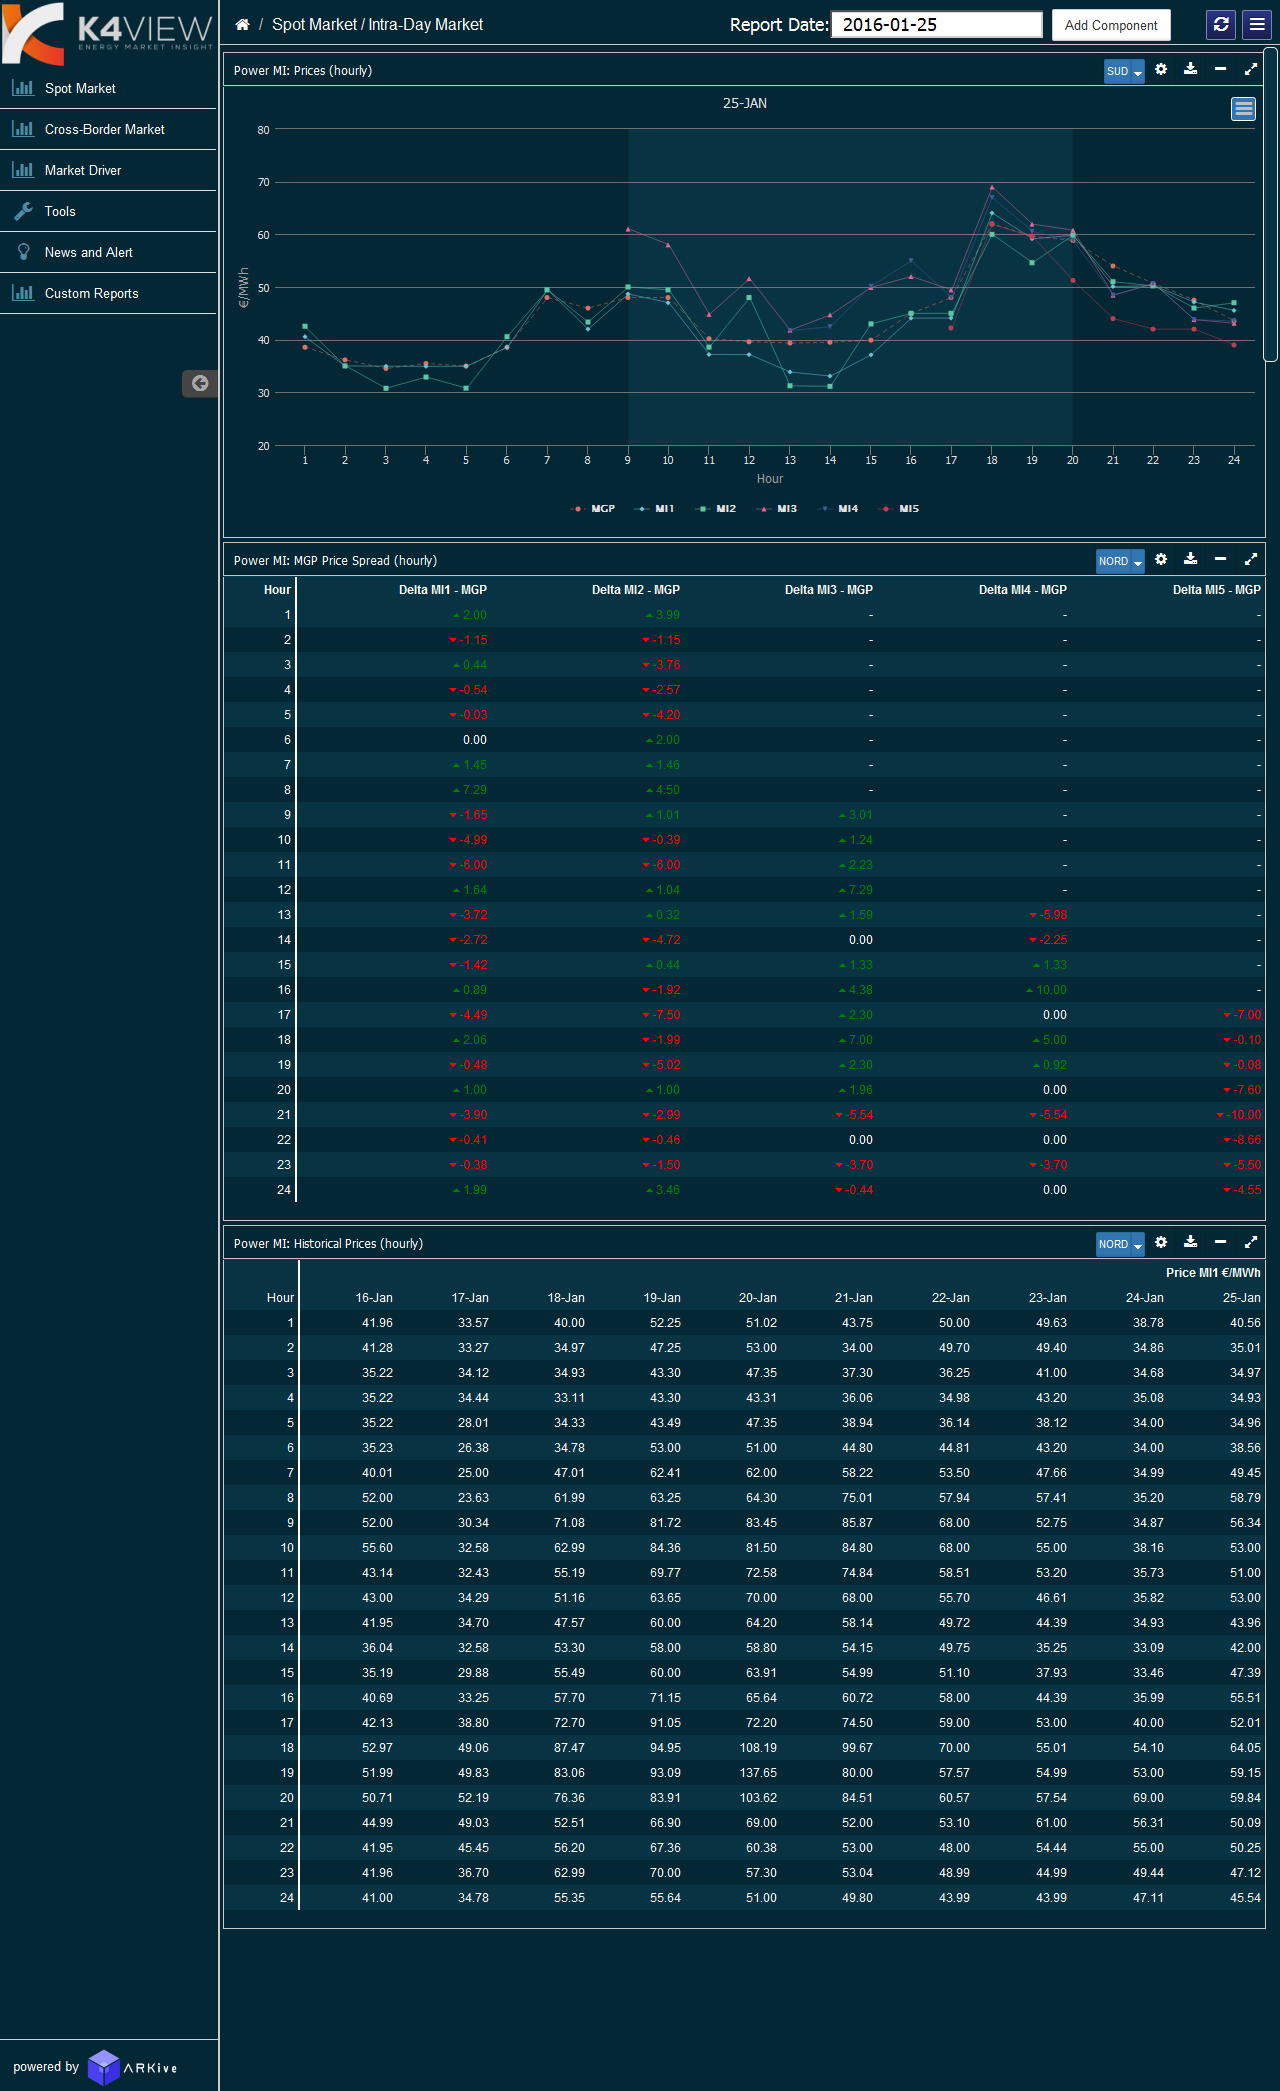 K4VIEW
ENERGY MARKET INSIGHT
/ Spot Market / Intra-Day Market
Report Date: 2016-01-25 Add Component
Spot Market
Cross-Border Market
Market Driver
Tools
News and Alert
Custom Reports
Power MI: Prices (hourly) SUD
25-JAN
80
70
60
50
40
30
20
€/MWh
1 2 3 4 5 6 7 8 9 10 11 12 13 14 15 16 17 18 19 20 21 22 23 24
Hour
MGP MI1 MI2 MI3 MI4 MI5
Power MI: MGP Price Spread (hourly) NORD
Hour Delta MI1 - MGP Delta MI2 - MGP Delta MI3 - MGP Delta MI4 - MGP Delta MI5 - MGP
1 2.00 3.99 - - -
2 -1.15 -1.15 - - -
3 0.44 -3.76 - - -
4 -0.54 -2.57 - - -
5 -0.03 -4.20 - - -
6 0.00 2.00 - - -
7 1.45 1.46 - - -
8 7.29 4.50 - - -
9 -1.65 1.01 3.01 - -
10 -4.99 -0.39 1.24 - -
11 -6.00 -6.00 2.23 - -
12 1.64 1.04 7.29 - -
13 -3.72 0.32 1.59 -5.98 -
14 -2.72 -4.72 0.00 -2.25 -
15 -1.42 0.44 1.33 1.33 -
16 0.89 -1.92 4.38 10.00 -
17 -4.49 -7.50 2.30 0.00 -7.00
18 2.06 -1.99 7.00 5.00 -0.10
19 -0.48 -5.02 2.30 0.92 -0.08
20 1.00 1.00 1.96 0.00 -7.60
21 -3.90 -2.99 -5.54 -5.54 -10.00
22 -0.41 -0.46 0.00 0.00 -8.66
23 -0.38 -1.50 -3.70 -3.70 -5.50
24 1.99 3.46 -0.44 0.00 -4.55
Power MI: Historical Prices (hourly) NORD
Price MI1 €/MWh
Hour 16-Jan 17-Jan 18-Jan 19-Jan 20-Jan 21-Jan 22-Jan 23-Jan 24-Jan 25-Jan
1 41.96 33.57 40.00 52.25 51.02 43.75 50.00 49.63 38.78 40.56
2 41.28 33.27 34.97 47.25 53.00 34.00 49.70 49.40 34.86 35.01
3 35.22 34.12 34.93 43.30 47.35 37.30 36.25 41.00 34.68 34.97
4 35.22 34.44 33.11 43.30 43.31 36.06 34.98 43.20 35.08 34.93
5 35.22 28.01 34.33 43.49 47.35 38.94 36.14 38.12 34.00 34.96
6 35.23 26.38 34.78 53.00 51.00 44.80 44.81 43.20 34.00 38.56
7 40.01 25.00 47.01 62.41 62.00 58.22 53.50 47.66 34.99 49.45
8 52.00 23.63 61.99 63.25 64.30 75.01 57.94 57.41 35.20 58.79
9 52.00 30.34 71.08 81.72 83.45 85.87 68.00 52.75 34.87 56.34
10 55.60 32.58 62.99 84.36 81.50 84.80 68.00 55.00 38.16 53.00
11 43.14 32.43 55.19 69.77 72.58 74.84 58.51 53.20 35.73 51.00
12 43.00 34.29 51.16 63.65 70.00 68.00 55.70 46.61 35.82 53.00
13 41.95 34.70 47.57 60.00 64.20 58.14 49.72 44.39 34.93 43.96
14 36.04 32.58 53.30 58.00 58.80 54.15 49.75 35.25 33.09 42.00
15 35.19 29.88 55.49 60.00 63.91 54.99 51.10 37.93 33.46 47.39
16 40.69 33.25 57.70 71.15 65.64 60.72 58.00 44.39 35.99 55.51
17 42.13 38.80 72.70 91.05 72.20 74.50 59.00 53.00 40.00 52.01
18 52.97 49.06 87.47 94.95 108.19 99.67 70.00 55.01 54.10 64.05
19 51.99 49.83 83.06 93.09 137.65 80.00 57.57 54.99 53.00 59.15
20 50.71 52.19 76.36 83.91 103.62 84.51 60.57 57.54 69.00 59.84
21 44.99 49.03 52.51 66.90 69.00 52.00 53.10 61.00 56.31 50.09
22 41.95 45.45 56.20 67.36 60.38 53.00 48.00 54.44 55.00 50.25
23 41.96 36.70 62.99 70.00 57.30 53.04 48.99 44.99 49.44 47.12
24 41.00 34.78 55.35 55.64 51.00 49.80 43.99 43.99 47.11 45.54
powered by ARKive